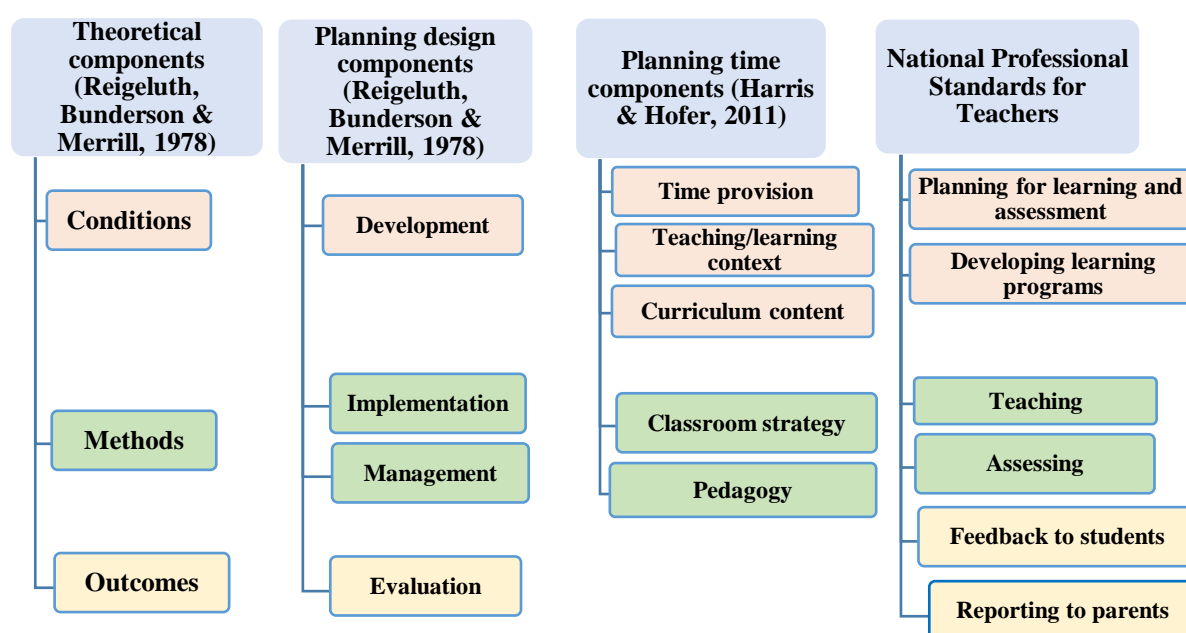 Theoretical
components
(Reigeluth,
Bunderson &
Merrill, 1978)
Conditions
Methods
Outcomes
Planning design
components
(Reigeluth,
Bunderson &
Merrill, 1978)
Development
Implementation
Management
Evaluation
Planning time
components (Harris
& Hofer, 2011)
Time provision
Teaching/learning
context
Curriculum content
Classroom strategy
Pedagogy
National Professional
Standards for
Teachers
Planning for learning and
assessment
Developing learning
programs
Teaching
Assessing
Feedback to students
Reporting to parents